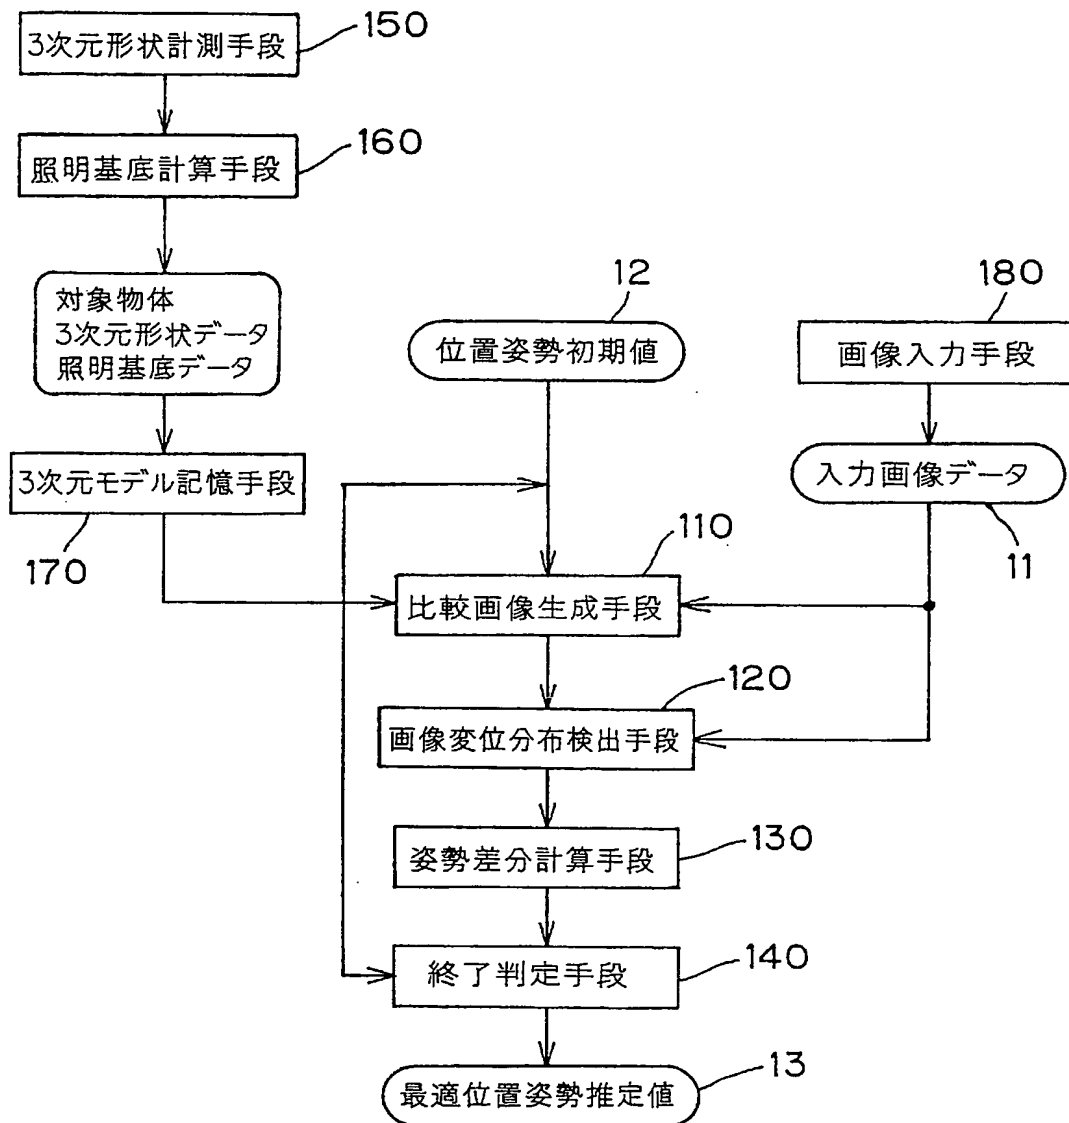 3次元形状計測手段
150
照明基底計算手段
160
対象物体
3次元形状データ
照明基底データ
3次元モデル記憶手段
170
12
位置姿勢初期値
180
画像入力手段
入力画像データ
11
110
比較画像生成手段
120
画像変位分布検出手段
姿勢差分計算手段
130
終了判定手段
140
13
最適位置姿勢推定値